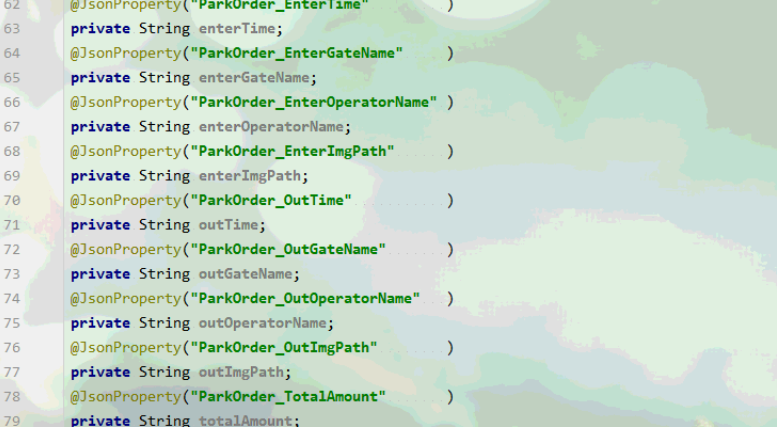 62 @JsonProperty("ParkOrder_EnterTime" )
63 private String enterTime;
64 @JsonProperty("ParkOrder_EnterGateName" )
65 private String enterGateName;
66 @JsonProperty("ParkOrder_EnterOperatorName" )
67 private String enterOperatorName;
68 @JsonProperty("ParkOrder_EnterImgPath" )
69 private String enterImgPath;
70 @JsonProperty("ParkOrder_OutTime" )
71 private String outTime;
72 @JsonProperty("ParkOrder_OutGateName" )
73 private String outGateName;
74 @JsonProperty("ParkOrder_OutOperatorName" )
75 private String outOperatorName;
76 @JsonProperty("ParkOrder_OutImgPath" )
77 private String outImgPath;
78 @JsonProperty("ParkOrder_TotalAmount" )
79 private String totalAmount;